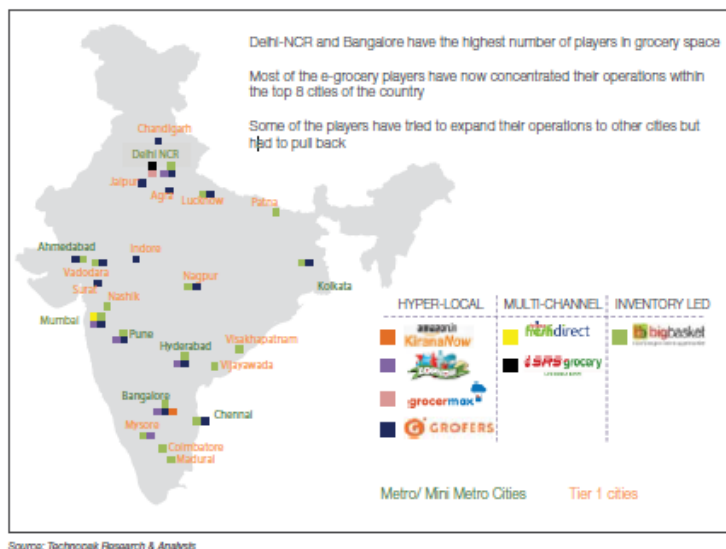 Delhi-NCR and Bangalore have the highest number of players in grocery space
Most of the e-grocery players have now concentrated their operations within
the top 8 cities of the country
Some of the players have tried to expand their operations to other cities but
had to pull back
Chandigarh
Delhi NCR
Jaipur
Agra
Lucknow
Patna
Ahmedabad
Indore
Vadodara
Nagpur
Kolkata
Surat
Nashik
Mumbai
Pune
Hyderabad
Visakhapatnam
Vijayawada
Bangalore
Chennai
Mysore
Coimbatore
Madurai
HYPER-LOCAL
MULTI-CHANNEL
INVENTORY LED
amazon.in
KiranaNow
direct
bigbasket
SRS grocery
grocermax
GROFERS
Metro/ Mini Metro Cities
Tier 1 cities
Source: Technopak Research & Analysis